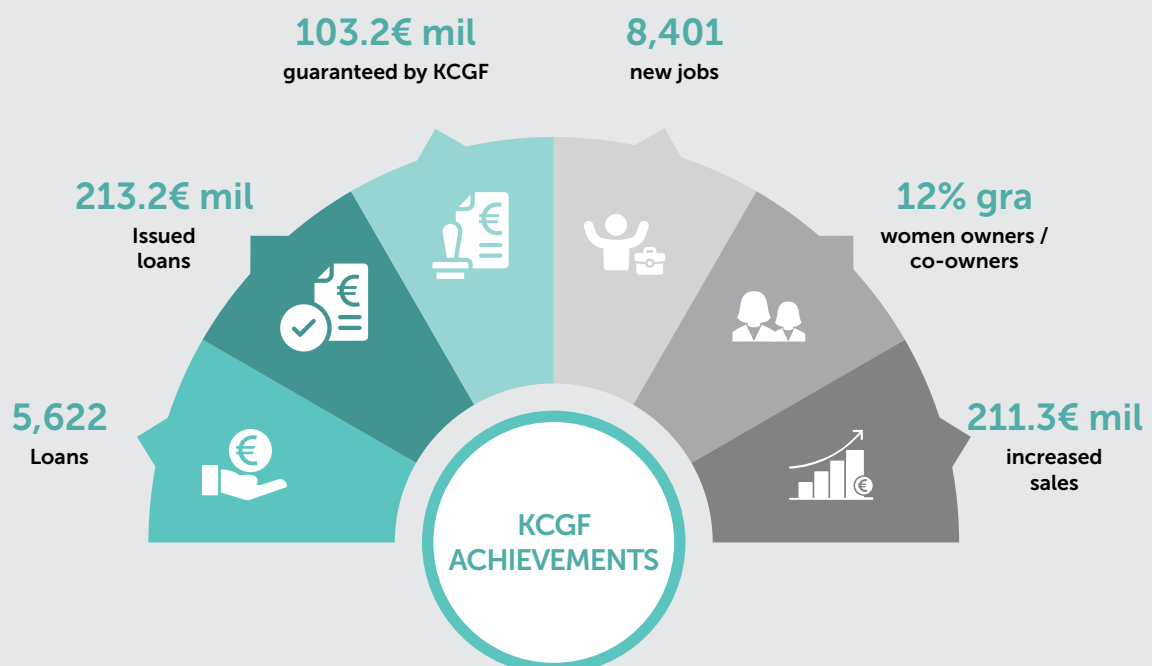 103.2€ mil
guaranteed by KCGF
8,401
new jobs
213.2€ mil
Issued
loans
12% gra
women owners /
co-owners
5,622
Loans
211.3€ mil
increased
sales
KCGF
ACHIEVEMENTS
€
€
€
€